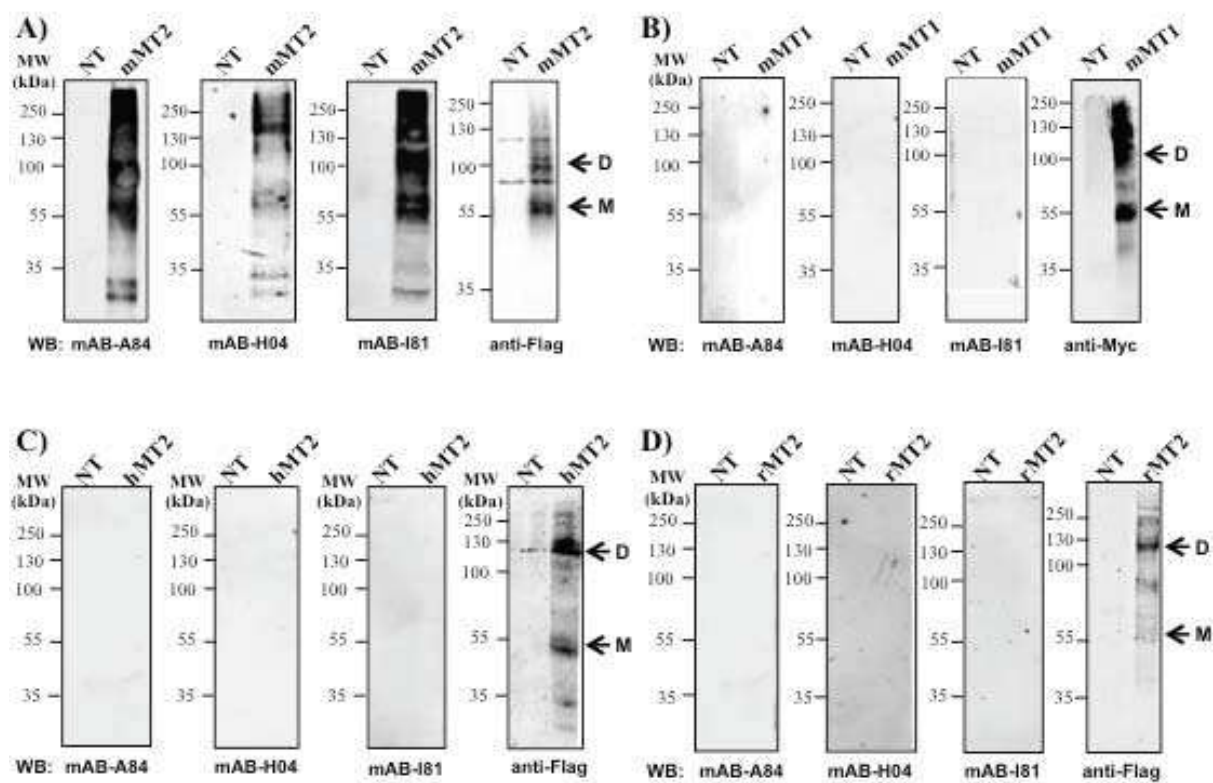 A)
MW
(kDa)
NT mMT2 NT mMT2 NT mMT2 NT mMT2
250 250 250 250
130 130 130 130
100 100 100 100
D
55 55 55 55
M
35 35 35 35
WB: mAB-A84 mAB-H04 mAB-I81 anti-Flag
B)
MW
(kDa)
NT mMT1 NT mMT1 NT mMT1 NT mMT1
250 250 250 250
130 130 130 130
100 100 100 100
D
55 55 55 55
M
15 35 35 15
35
WB: mAB-A84 mAB-H04 mAB-I81 anti-Myc
C)
MW
(kDa)
NT hMT2 NT hMT2 MW
(kDa)
NT hMT2 MW
(kDa)
NT hMT2
250 250 250 250
130 130 130 130
D
100 100 100 100
55 55 55 55
M
35 35 35 35
WB: mAB-A84 mAB-H04 mAB-I81 anti-Flag
D)
MW
(kDa)
NT rMT2 NT rMT2 NT rMT2 NT rMT2
250 250 250 250
130 130 130 130
D
100 100 100 100
55 55 55 55
M
35 35 35 35
WB: mAB-A84 mAB-H04 mAB-I81 anti-Flag